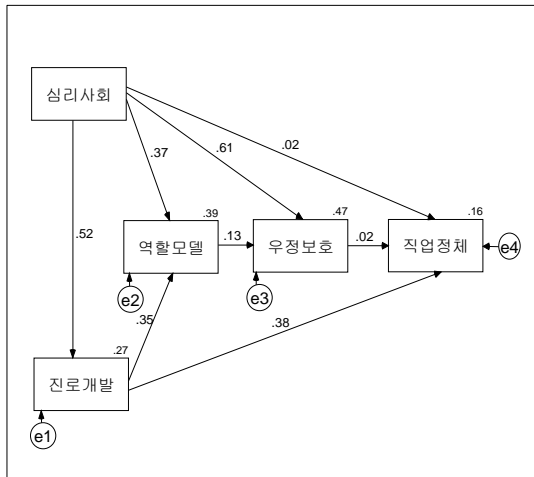 심리사회
.37
.61
.02
.52
.39
.47
.16
역할모델
.13
우정보호
.02
직업정체
e4
e2
e3
.35
.38
.27
진로개발
e1